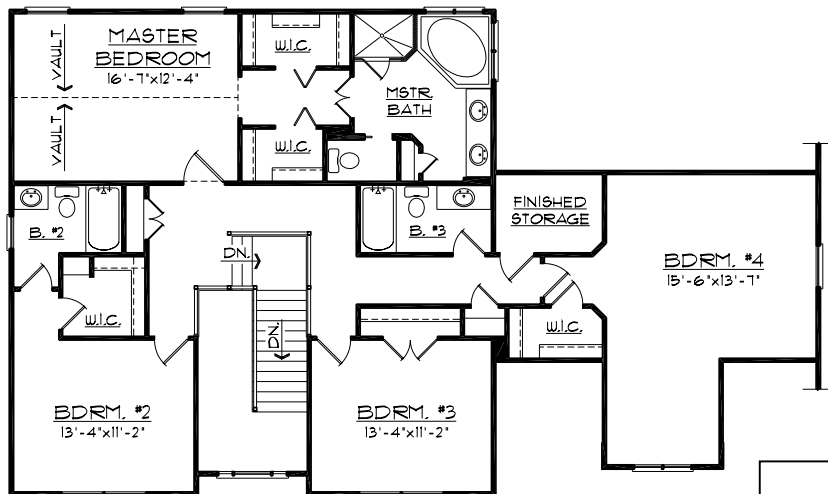 MASTER
BEDROOM
16'-7"x12'-4"
VAULT
VAULT
W.I.C.
W.I.C.
MSTR.
BATH
B. #2
B. #3
FINISHED
STORAGE
BDRM. #4
15'-6"x13'-7"
DN.
DN.
W.I.C.
W.I.C.
BDRM. #2
13'-4"x11'-2"
BDRM. #3
13'-4"x11'-2"